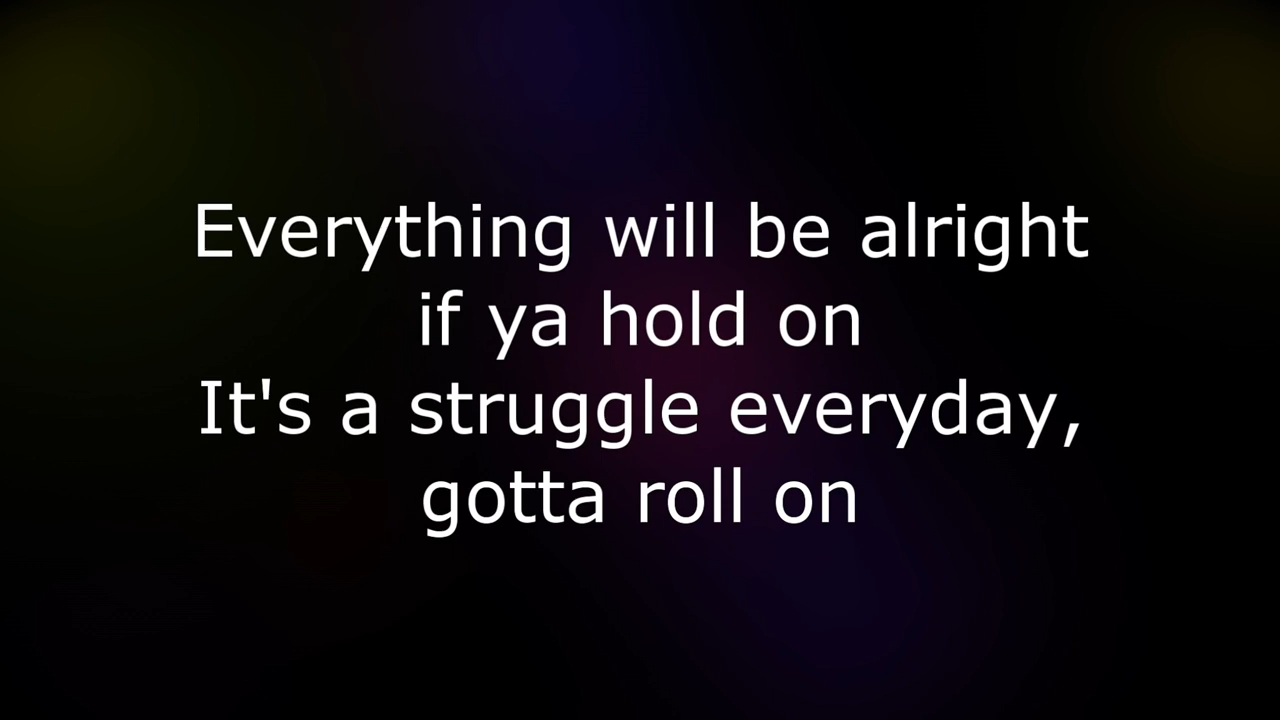 Everything will be alright
if ya hold on
It's a struggle everyday,
gotta roll on